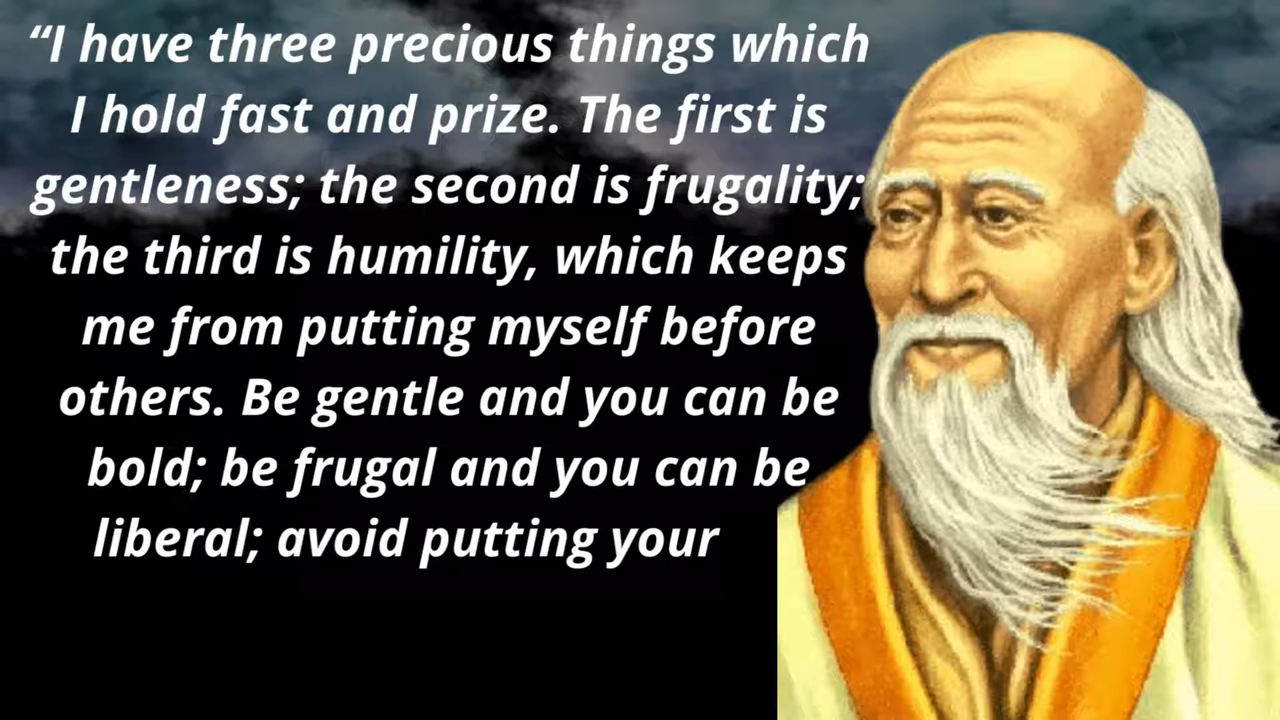 “I have three precious things which
I hold fast and prize. The first is
gentleness; the second is frugality;
the third is humility, which keeps
me from putting myself before
others. Be gentle and you can be
bold; be frugal and you can be
liberal; avoid putting your